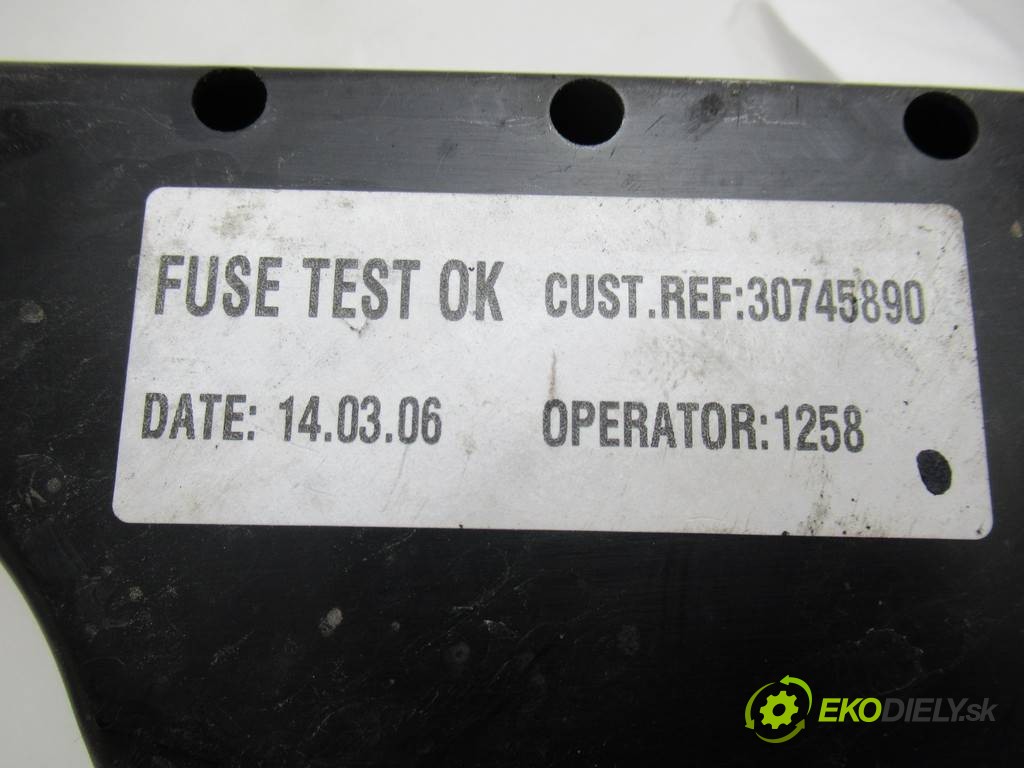 FUSE TEST OK CUST.REF:30745890
DATE: 14.03.06 OPERATOR:1258
EKODIELY.sk